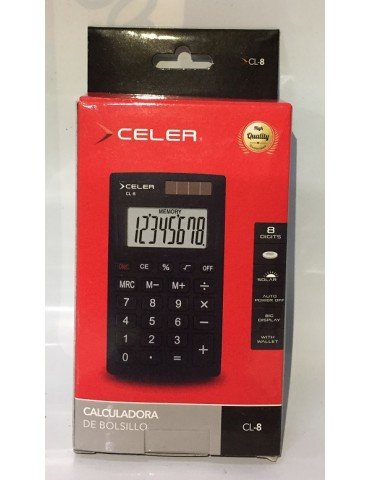 CL-8
CELER
High
Quality
CELER
CL-8
MEMORY
12345678
ON/C CE % √ OFF
MRC M− M+ ÷
7 8 9 ×
4 5 6 −
1 2 3 +
0 · =
8
DIGITS
SOLAR
AUTO
POWER OFF
BIG
DISPLAY
WITH
WALLET
CALCULADORA
DE BOLSILLO
CL-8